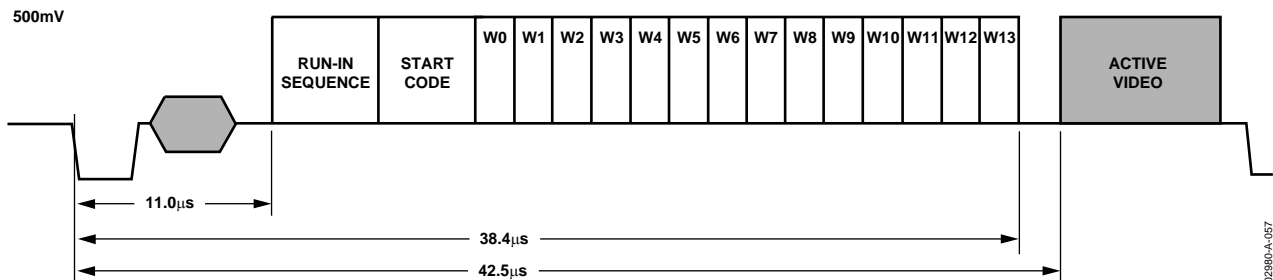 500mV
RUN-IN
SEQUENCE
START
CODE
W0 W1 W2 W3 W4 W5 W6 W7 W8 W9 W10 W11 W12 W13
ACTIVE
VIDEO
11.0μs
38.4μs
42.5μs
02980-A-057